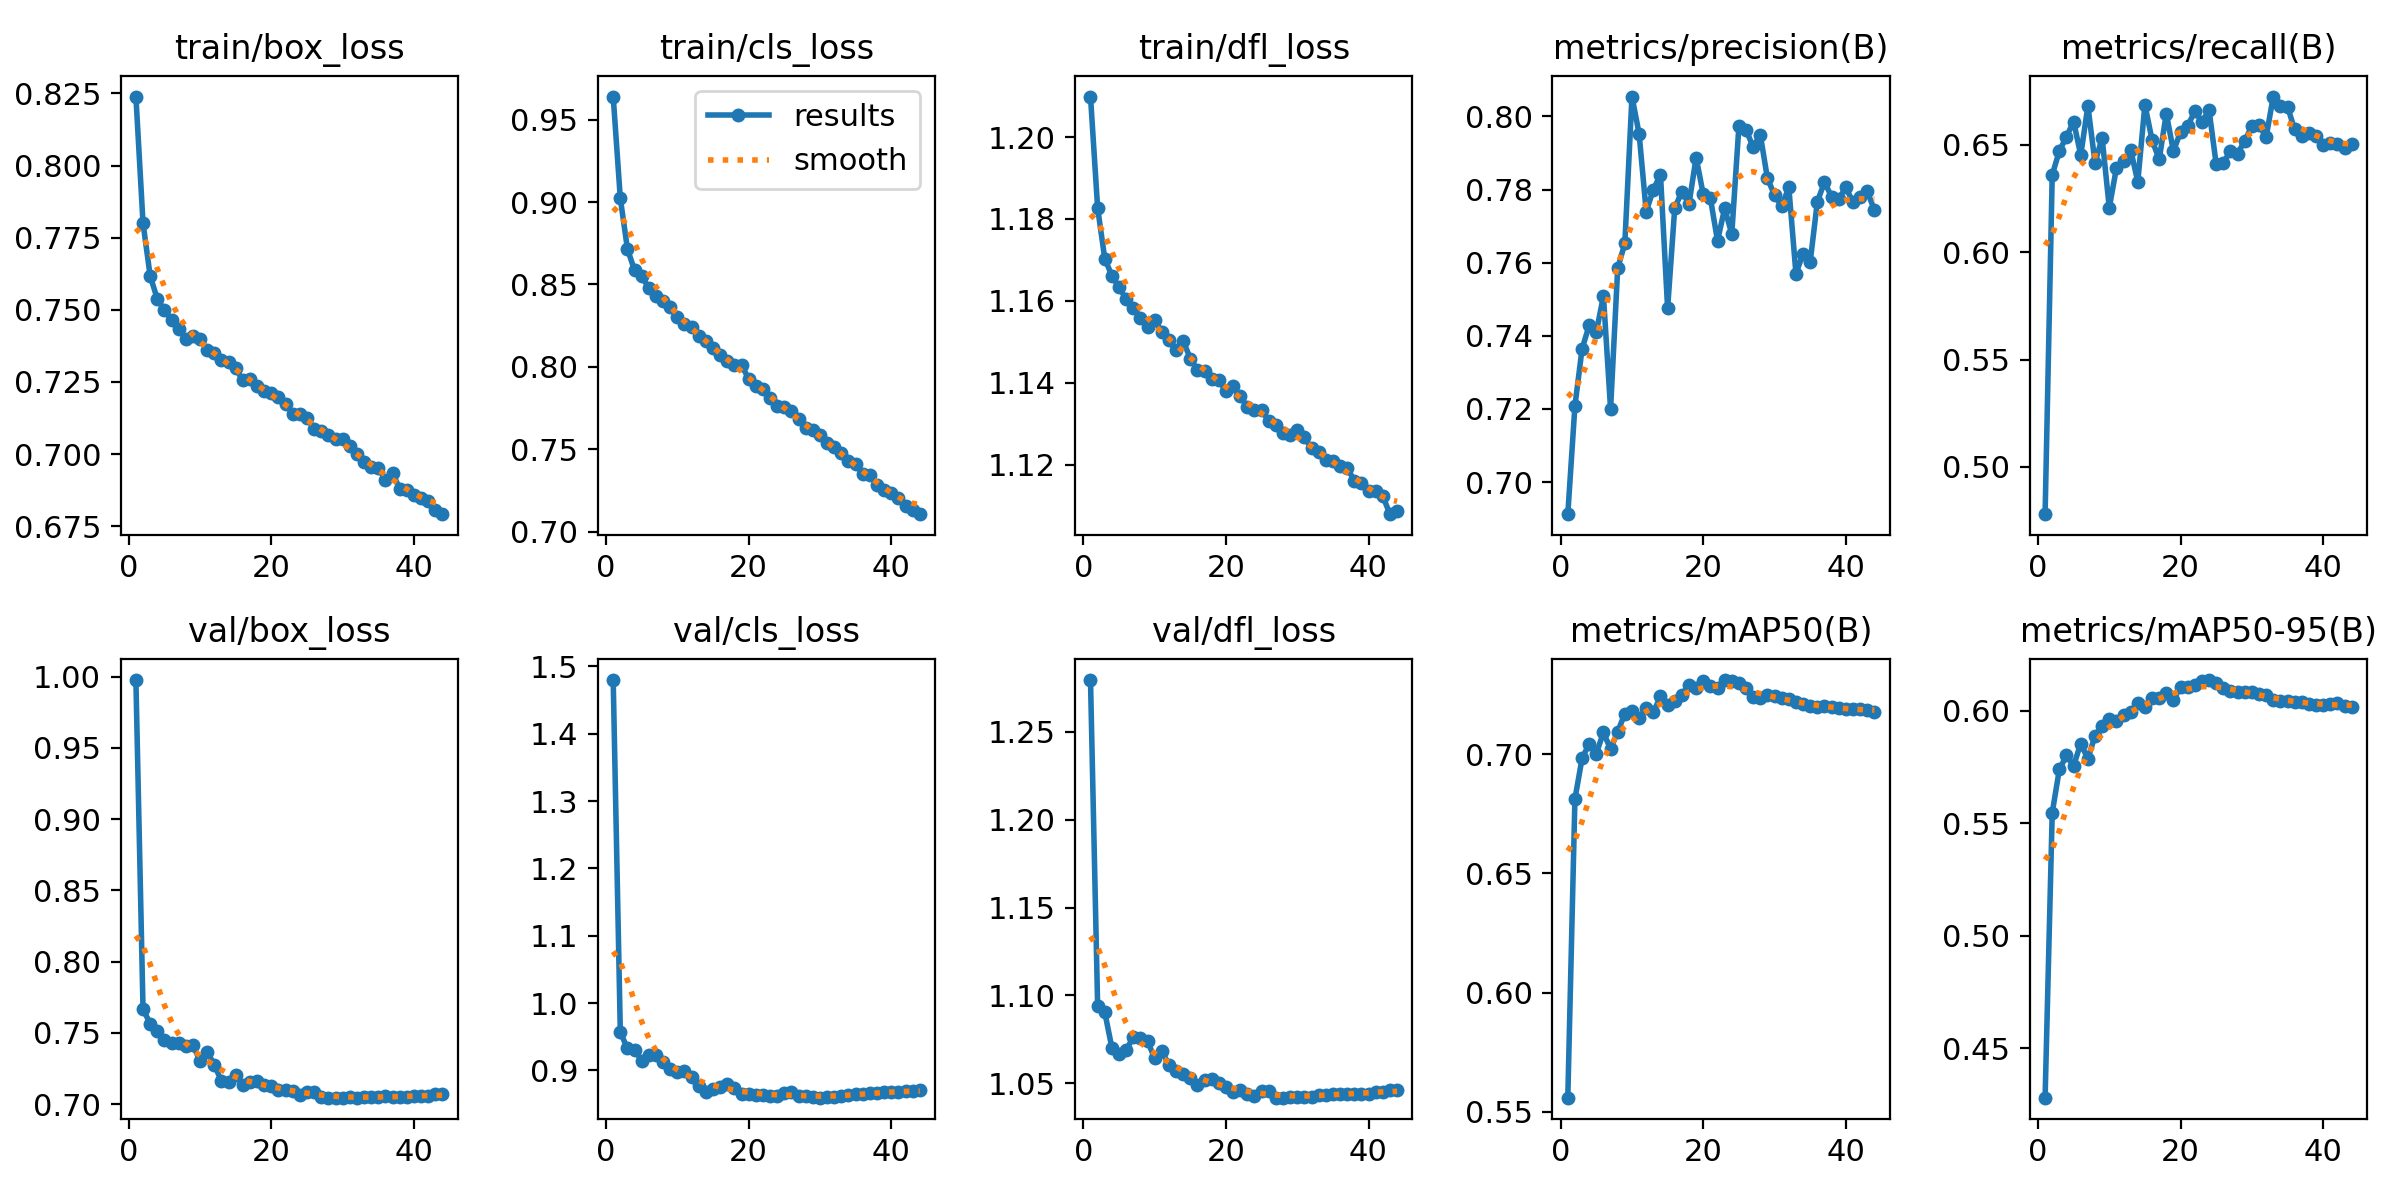 train/box_loss
0.825
0.800
0.775
0.750
0.725
0.700
0.675
0 20 40
train/cls_loss
results
smooth
0.95
0.90
0.85
0.80
0.75
0.70
0 20 40
train/dfl_loss
1.20
1.18
1.16
1.14
1.12
0 20 40
metrics/precision(B)
0.80
0.78
0.76
0.74
0.72
0.70
0 20 40
metrics/recall(B)
0.65
0.60
0.55
0.50
0 20 40
val/box_loss
1.00
0.95
0.90
0.85
0.80
0.75
0.70
0 20 40
val/cls_loss
1.5
1.4
1.3
1.2
1.1
1.0
0.9
0 20 40
val/dfl_loss
1.25
1.20
1.15
1.10
1.05
0 20 40
metrics/mAP50(B)
0.70
0.65
0.60
0.55
0 20 40
metrics/mAP50-95(B)
0.60
0.55
0.50
0.45
0 20 40